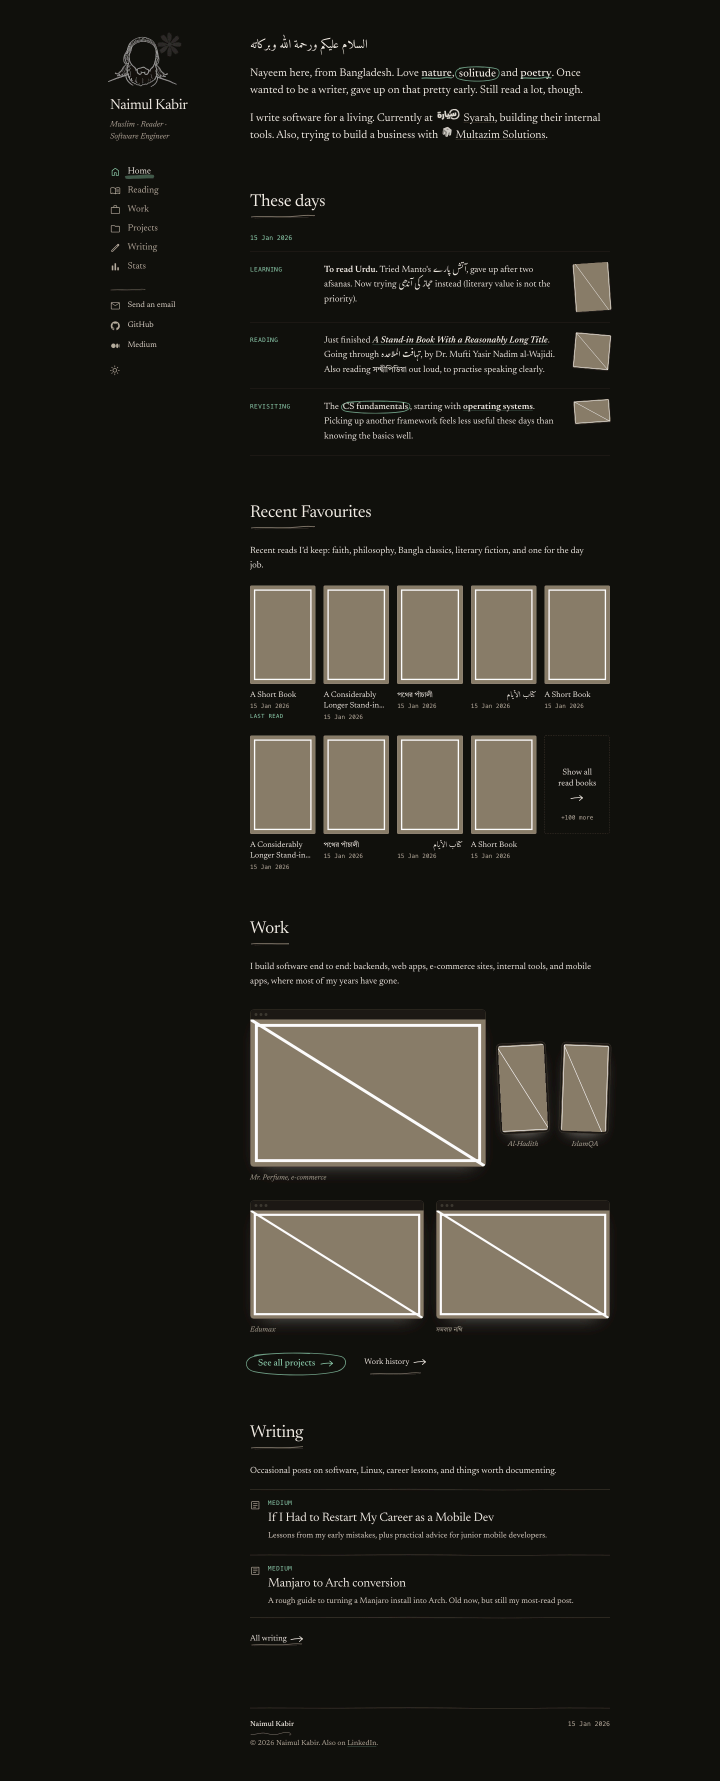 Naimul Kabir
Muslim · Reader ·
Software Engineer
Home
Reading
Work
Projects
Writing
Stats
Send an email
GitHub
Medium
السلام عليكم ورحمة الله وبركاته
Nayeem here, from Bangladesh. Love nature, solitude and poetry. Once
wanted to be a writer, gave up on that pretty early. Still read a lot, though.
I write software for a living. Currently at سيارة Syarah, building their internal
tools. Also, trying to build a business with Multazim Solutions.
These days
15 Jan 2026
LEARNING
To read Urdu. Tried Manto's آتش پارے, gave up after two
afsanas. Now trying حجاز کی آندھی instead (literary value is not the
priority).
READING
Just finished A Stand-in Book With a Reasonably Long Title.
Going through تہافت الملاحدہ, by Dr. Mufti Yasir Nadim al-Wajidi.
Also reading out loud, to practise speaking clearly.
REVISITING
The CS fundamentals, starting with operating systems.
Picking up another framework feels less useful these days than
knowing the basics well.
Recent Favourites
Recent reads I'd keep: faith, philosophy, Bangla classics, literary fiction, and one for the day
job.
A Short Book
15 Jan 2026
LAST READ
A Considerably
Longer Stand-in...
15 Jan 2026
পথের পাঁচালী
15 Jan 2026
كتاب الأيام
15 Jan 2026
A Short Book
15 Jan 2026
A Considerably
Longer Stand-in...
15 Jan 2026
পথের পাঁচালী
15 Jan 2026
كتاب الأيام
15 Jan 2026
A Short Book
15 Jan 2026
Show all
read books
+100 more
Work
I build software end to end: backends, web apps, e-commerce sites, internal tools, and mobile
apps, where most of my years have gone.
Mr. Perfume, e-commerce
Al-Hadith
IslamQA
Edumax
See all projects
Work history
Writing
Occasional posts on software, Linux, career lessons, and things worth documenting.
MEDIUM
If I Had to Restart My Career as a Mobile Dev
Lessons from my early mistakes, plus practical advice for junior mobile developers.
MEDIUM
Manjaro to Arch conversion
A rough guide to turning a Manjaro install into Arch. Old now, but still my most-read post.
All writing
Naimul Kabir
15 Jan 2026
© 2026 Naimul Kabir. Also on LinkedIn.